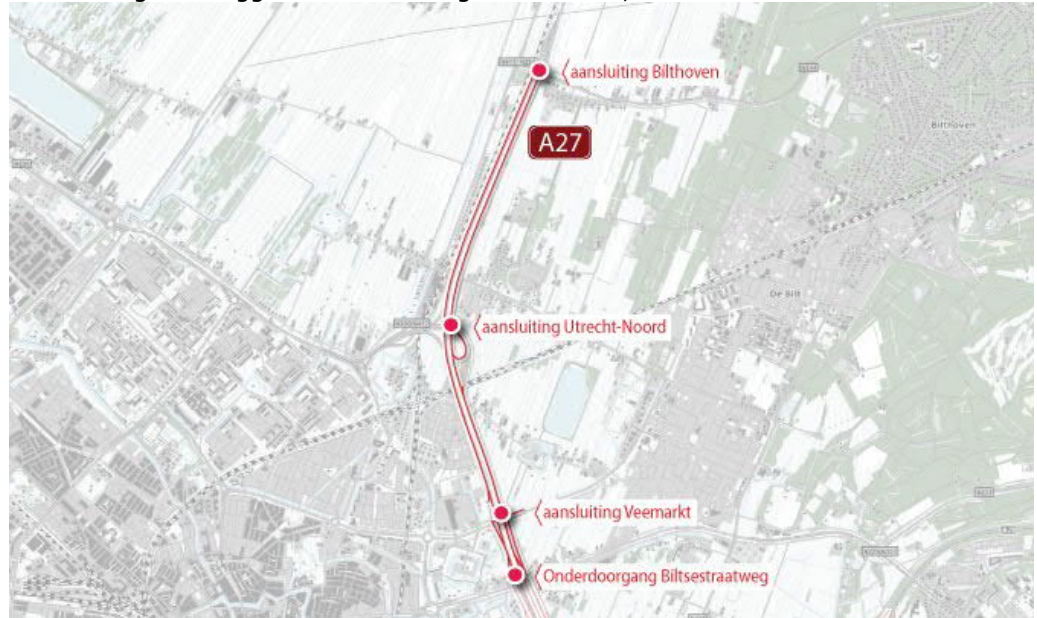 aansluiting Bilthoven
A27
Bilthoven
De Bilt
aansluiting Utrecht-Noord
aansluiting Veemarkt
Onderdoorgang Biltsestraatweg